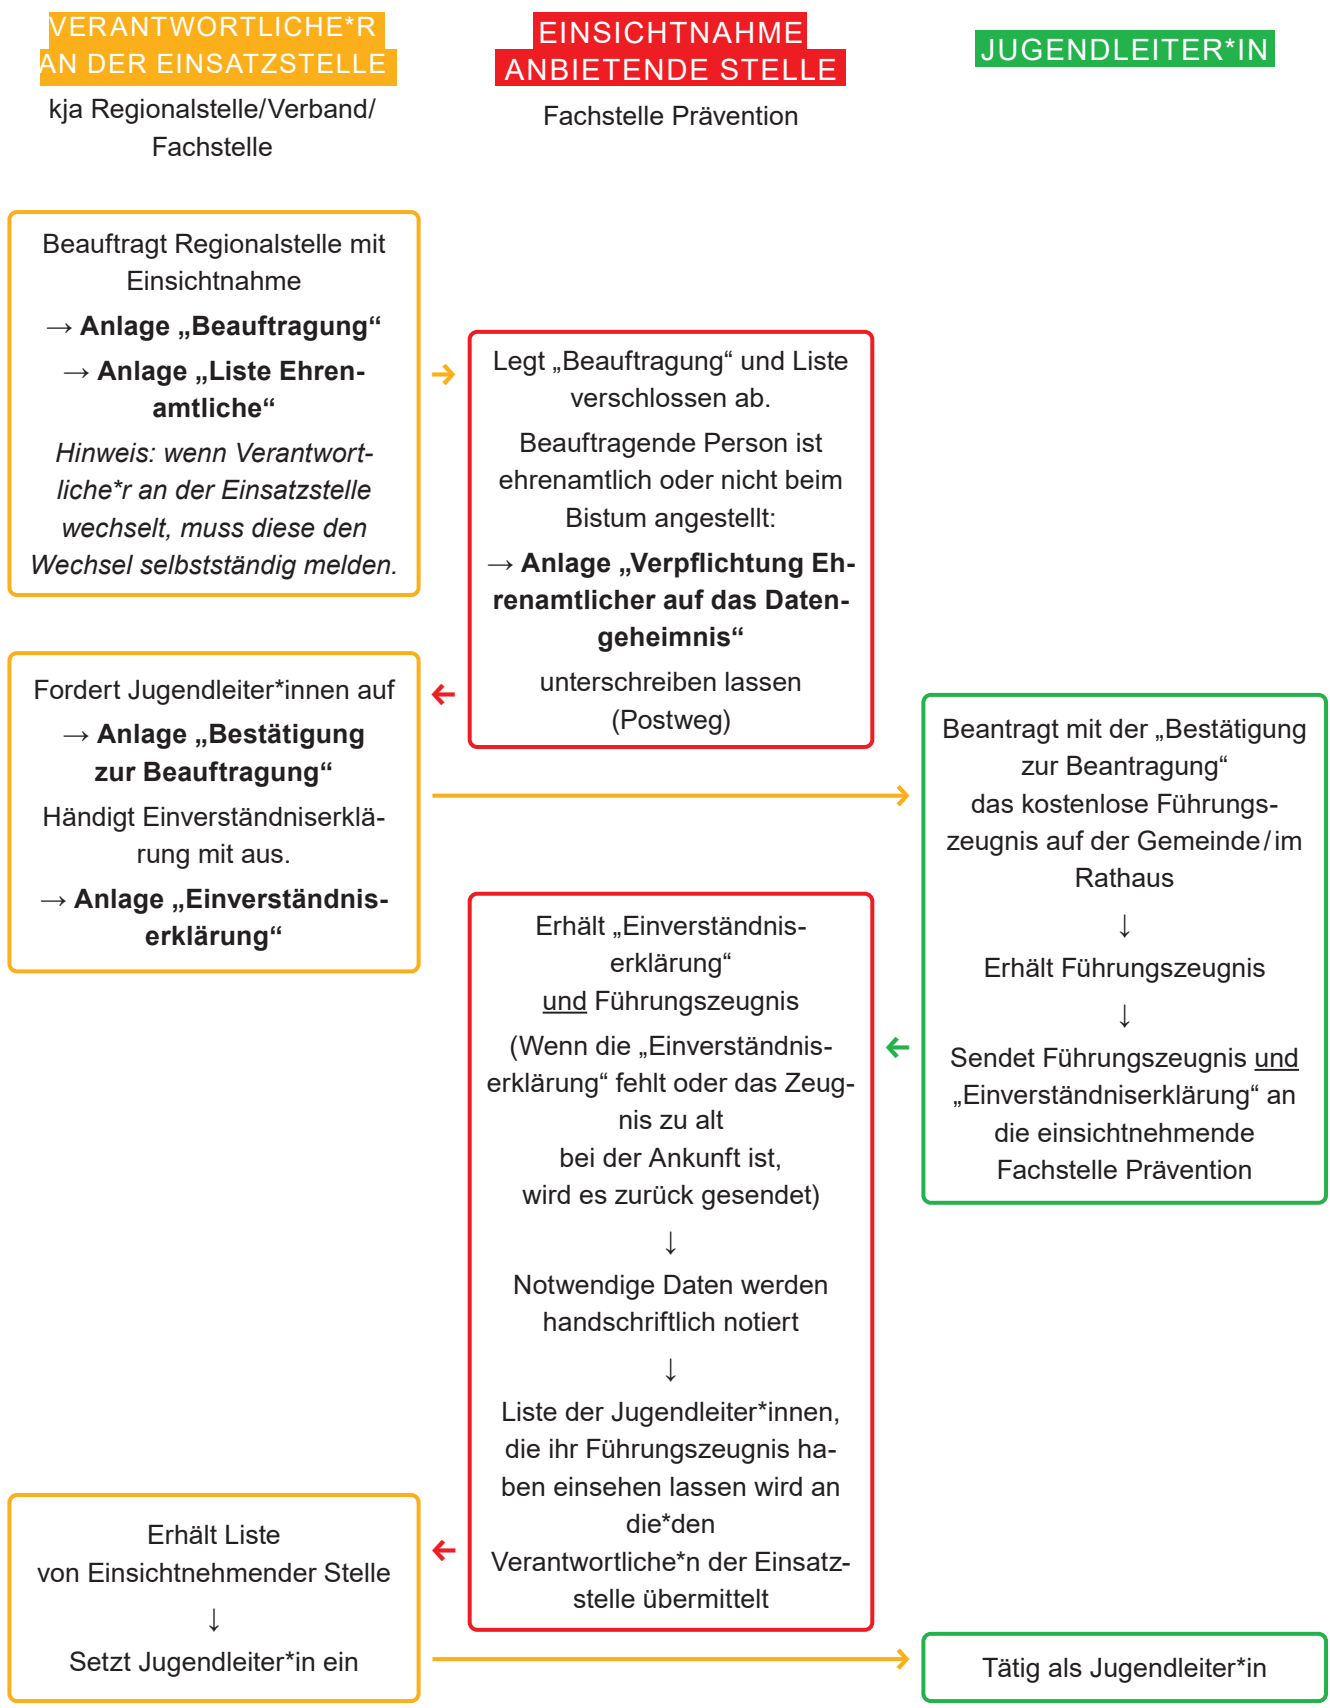 VERANTWORTLICHE*R
AN DER EINSATZSTELLE
kja Regionalstelle/Verband/
Fachstelle
EINSICHTNAHME
ANBIETENDE STELLE
Fachstelle Prävention
JUGENDLEITER*IN
Beauftragt Regionalstelle mit
Einsichtnahme
→ Anlage „Beauftragung“
→ Anlage „Liste Ehren-
amtliche“
Hinweis: wenn Verantwort-
liche*r an der Einsatzstelle
wechselt, muss diese den
Wechsel selbstständig melden.
→
Legt „Beauftragung“ und Liste
verschlossen ab.
Beauftragende Person ist
ehrenamtlich oder nicht beim
Bistum angestellt:
→ Anlage „Verpflichtung Eh-
renamtlicher auf das Daten-
geheimnis“
unterschreiben lassen
(Postweg)
←
Fordert Jugendleiter*innen auf
→ Anlage „Bestätigung
zur Beauftragung“
Händigt Einverständniserklä-
rung mit aus.
→ Anlage „Einverständnis-
erklärung“
→
Beantragt mit der „Bestätigung
zur Beantragung“
das kostenlose Führungs-
zeugnis auf der Gemeinde/im
Rathaus
↓
Erhält Führungszeugnis
↓
Sendet Führungszeugnis und
„Einverständniserklärung“ an
die einsichtnehmende
Fachstelle Prävention
←
Erhält „Einverständnis-
erklärung“
und Führungszeugnis
(Wenn die „Einverständnis-
erklärung“ fehlt oder das Zeug-
nis zu alt
bei der Ankunft ist,
wird es zurück gesendet)
↓
Notwendige Daten werden
handschriftlich notiert
↓
Liste der Jugendleiter*innen,
die ihr Führungszeugnis ha-
ben einsehen lassen wird an
die*den
Verantwortliche*n der Einsatz-
stelle übermittelt
←
Erhält Liste
von Einsichtnehmender Stelle
↓
Setzt Jugendleiter*in ein
→
Tätig als Jugendleiter*in